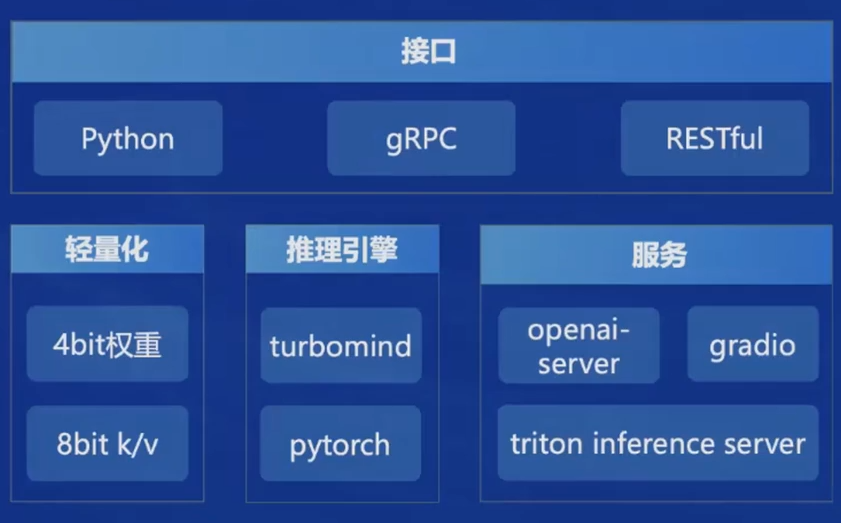 接口
Python
gRPC
RESTful
轻量化
4bit权重
8bit k/v
推理引擎
turbomind
pytorch
服务
openai-
server
gradio
triton inference server